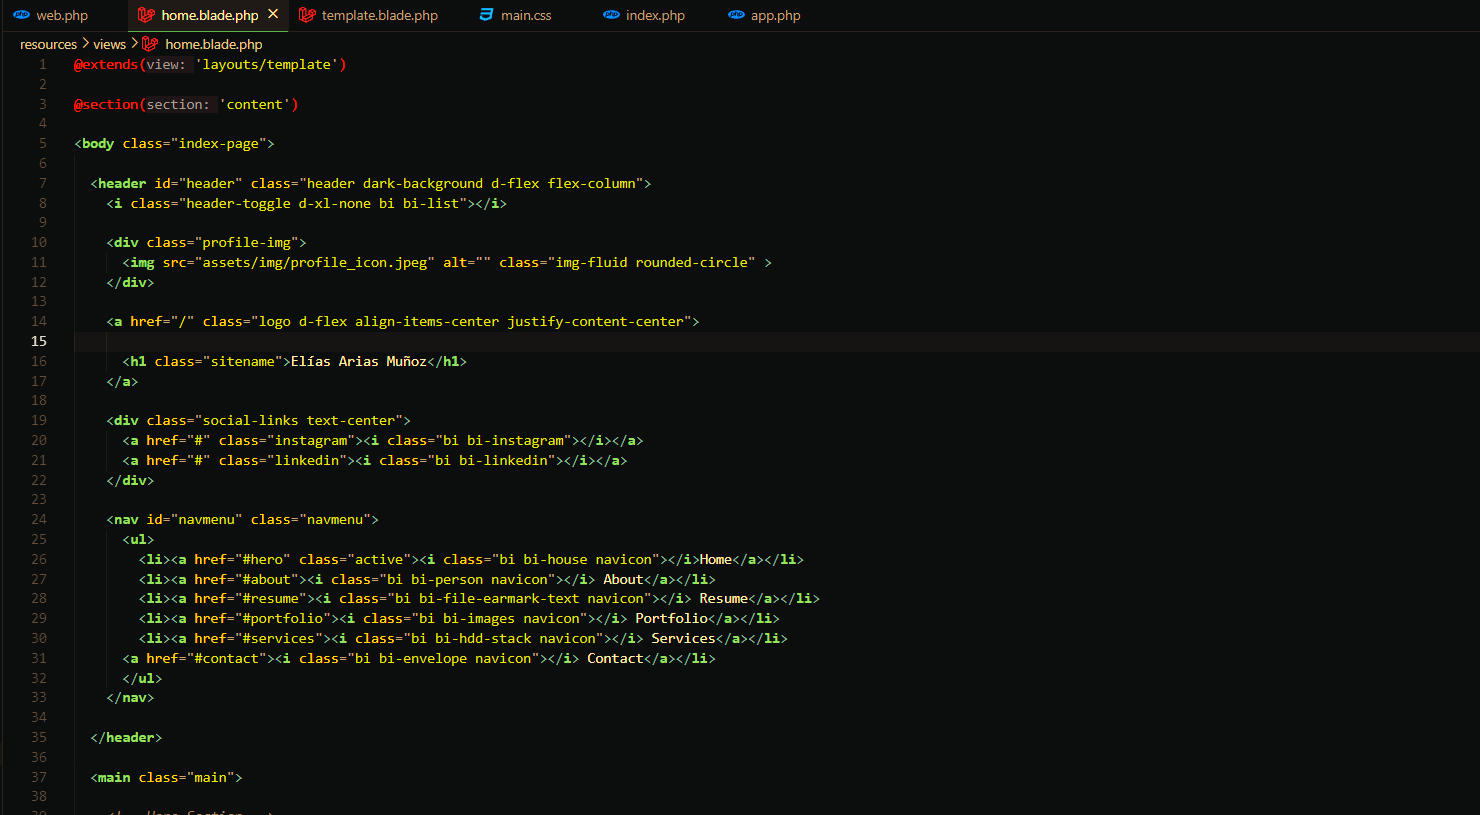 web.php home.blade.php template.blade.php main.css index.php app.php
resources > views > home.blade.php
1 @extends(view: 'layouts/template')
2
3 @section(section: 'content')
4
5 <body class="index-page">
6
7 <header id="header" class="header dark-background d-flex flex-column">
8 <i class="header-toggle d-xl-none bi bi-list"></i>
9
10 <div class="profile-img">
11 <img src="assets/img/profile_icon.jpeg" alt="" class="img-fluid rounded-circle" >
12 </div>
13
14 <a href="/" class="logo d-flex align-items-center justify-content-center">
15
16 <h1 class="sitename">Elías Arias Muñoz</h1>
17 </a>
18
19 <div class="social-links text-center">
20 <a href="#" class="instagram"><i class="bi bi-instagram"></i></a>
21 <a href="#" class="linkedin"><i class="bi bi-linkedin"></i></a>
22 </div>
23
24 <nav id="navmenu" class="navmenu">
25 <ul>
26 <li><a href="#hero" class="active"><i class="bi bi-house navicon"></i>Home</a></li>
27 <li><a href="#about"><i class="bi bi-person navicon"></i> About</a></li>
28 <li><a href="#resume"><i class="bi bi-file-earmark-text navicon"></i> Resume</a></li>
29 <li><a href="#portfolio"><i class="bi bi-images navicon"></i> Portfolio</a></li>
30 <li><a href="#services"><i class="bi bi-hdd-stack navicon"></i> Services</a></li>
31 <a href="#contact"><i class="bi bi-envelope navicon"></i> Contact</a></li>
32 </ul>
33 </nav>
34
35 </header>
36
37 <main class="main">
38